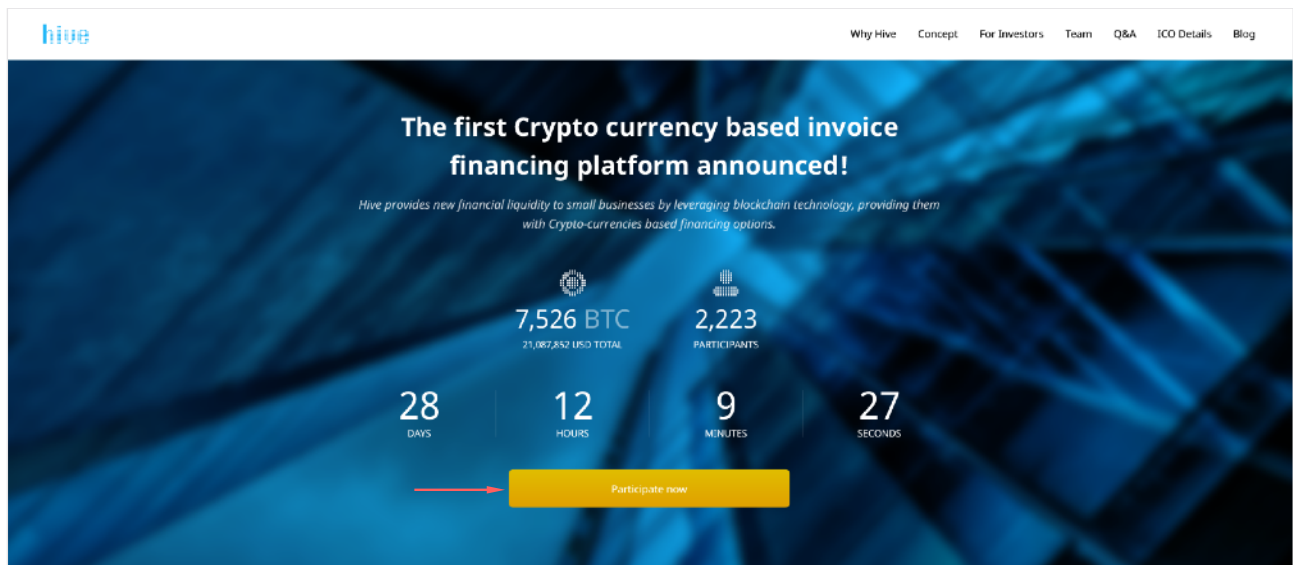 hive
Why Hive Concept For Investors Team Q&A ICO Details Blog
The first Crypto currency based invoice
financing platform announced!
Hive provides new financial liquidity to small businesses by leveraging blockchain technology, providing them
with Crypto-currencies based financing options.
7,526 BTC 2,223
21,087,852 USD TOTAL PARTICIPANTS
28 12 9 27
DAYS HOURS MINUTES SECONDS
Participate now